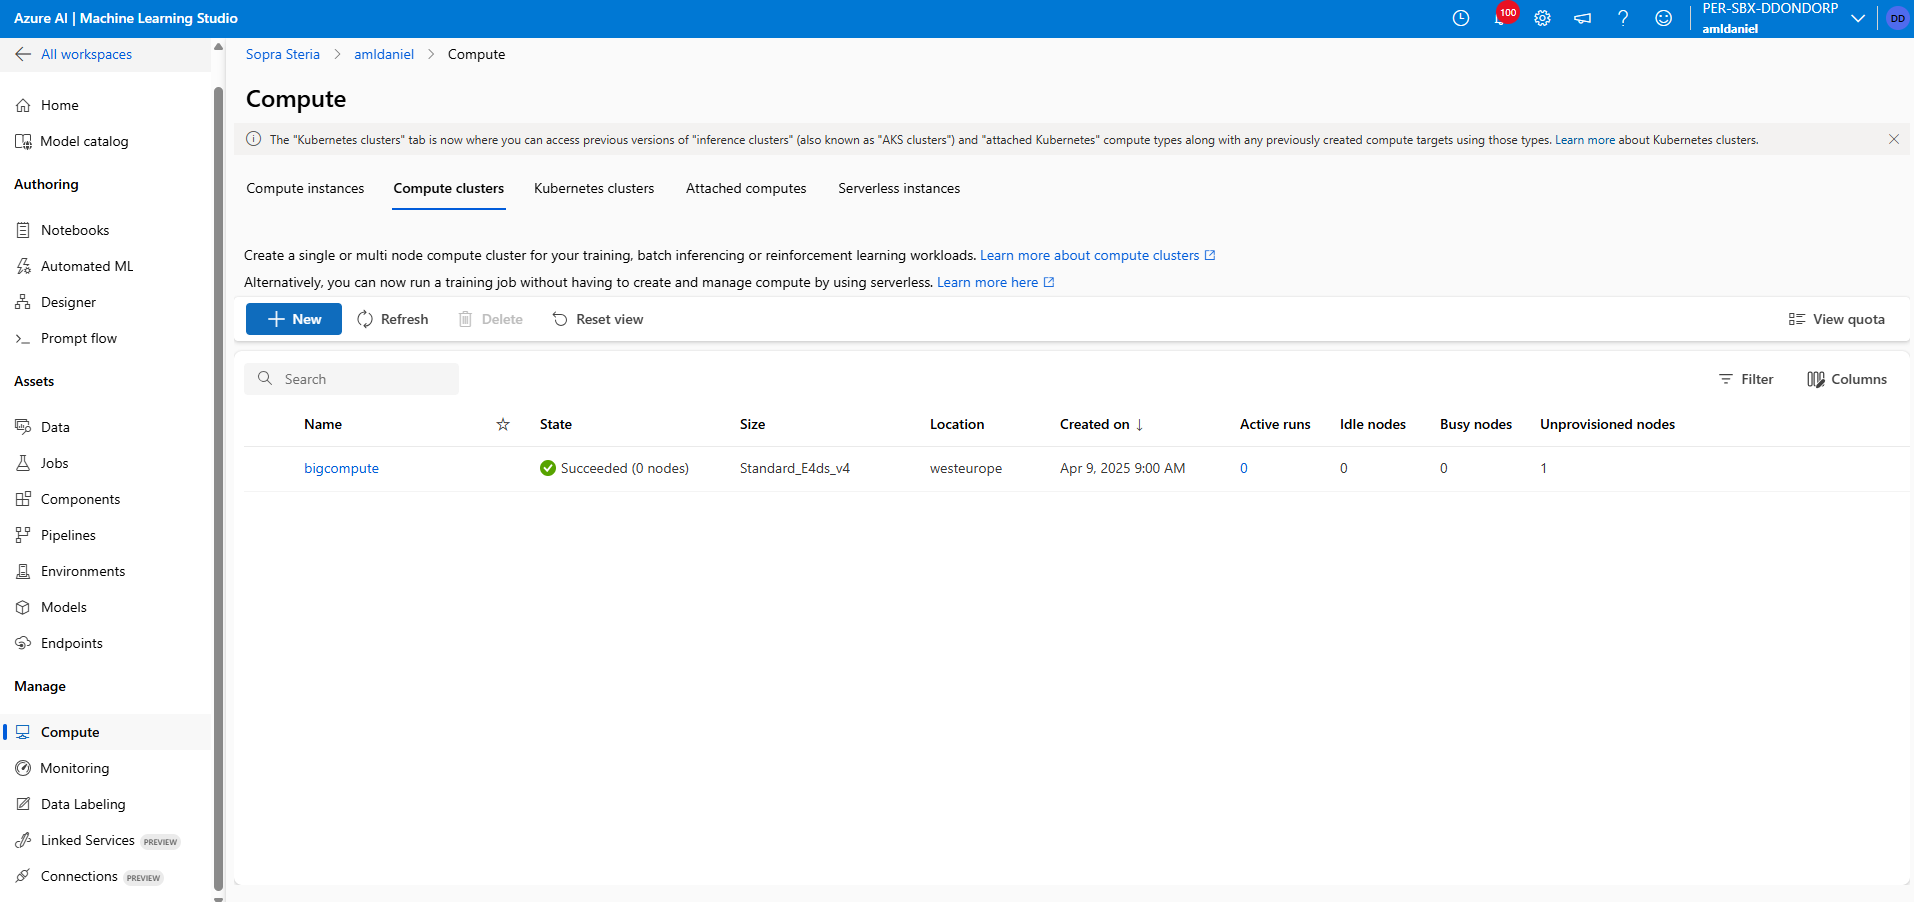 Azure AI | Machine Learning Studio
100
PER-SBX-DDONDORP
amldaniel
DD
All workspaces
Home
Model catalog
Authoring
Notebooks
Automated ML
Designer
Prompt flow
Assets
Data
Jobs
Components
Pipelines
Environments
Models
Endpoints
Manage
Compute
Monitoring
Data Labeling
Linked Services PREVIEW
Connections PREVIEW
Sopra Steria > amldaniel > Compute
Compute
The "Kubernetes clusters" tab is now where you can access previous versions of "inference clusters" (also known as "AKS clusters") and "attached Kubernetes" compute types along with any previously created compute targets using those types. Learn more about Kubernetes clusters.
Compute instances Compute clusters Kubernetes clusters Attached computes Serverless instances
Create a single or multi node compute cluster for your training, batch inferencing or reinforcement learning workloads. Learn more about compute clusters
Alternatively, you can now run a training job without having to create and manage compute by using serverless. Learn more here
New Refresh Delete Reset view View quota
Search Filter Columns
Name State Size Location Created on ↓ Active runs Idle nodes Busy nodes Unprovisioned nodes
bigcompute Succeeded (0 nodes) Standard_E4ds_v4 westeurope Apr 9, 2025 9:00 AM 0 0 0 1